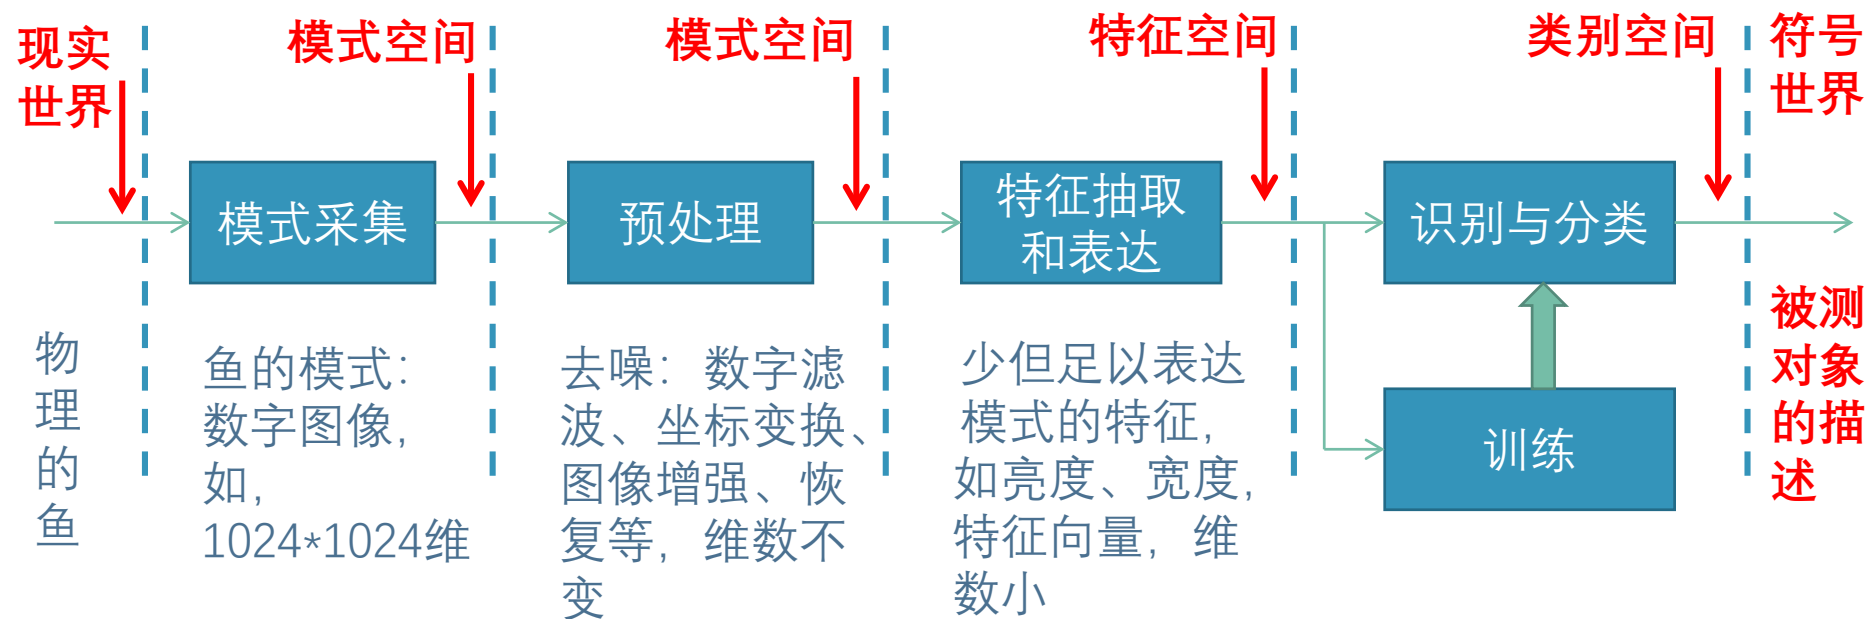 现实
世界
模式空间
模式空间
特征空间
类别空间
符号
世界
模式采集
预处理
特征抽取
和表达
识别与分类
训练
物
理
的
鱼
鱼的模式：
数字图像，
如，
1024*1024维
去噪：数字滤
波、坐标变换、
图像增强、恢
复等，维数不
变
少但足以表达
模式的特征，
如亮度、宽度，
特征向量，维
数小
被测
对象
的描
述